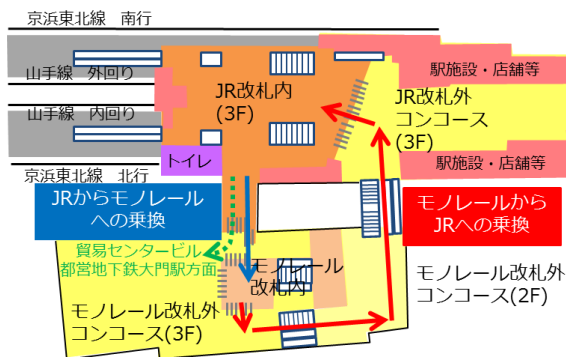 京浜東北線　南行
山手線 外回り
山手線 内回り
京浜東北線 北行
JR改札内
(3F)
トイレ
JR改札外
コンコース
(3F)
駅施設・店舗等
駅施設・店舗等
JRからモノレール
への乗換
モノレールから
JRへの乗換
貿易センタービル
都営地下鉄大門駅方面
モノレール
改札内
モノレール改札外
コンコース(3F)
モノレール改札外
コンコース(2F)